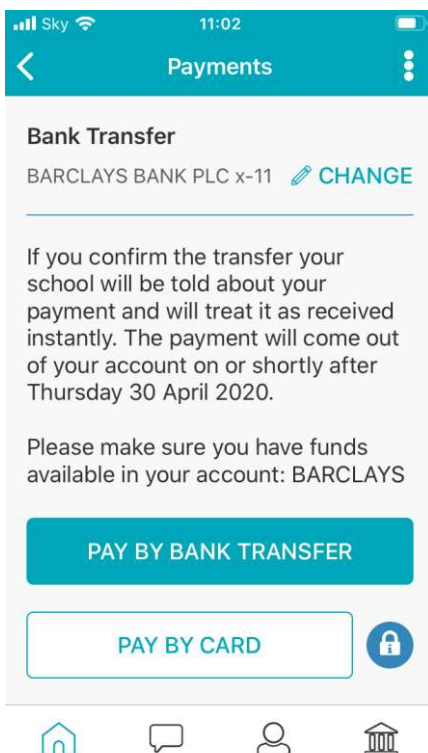 Sky 11:02
Payments
Bank Transfer
BARCLAYS BANK PLC x-11 CHANGE
If you confirm the transfer your
school will be told about your
payment and will treat it as received
instantly. The payment will come out
of your account on or shortly after
Thursday 30 April 2020.
Please make sure you have funds
available in your account: BARCLAYS
PAY BY BANK TRANSFER
PAY BY CARD